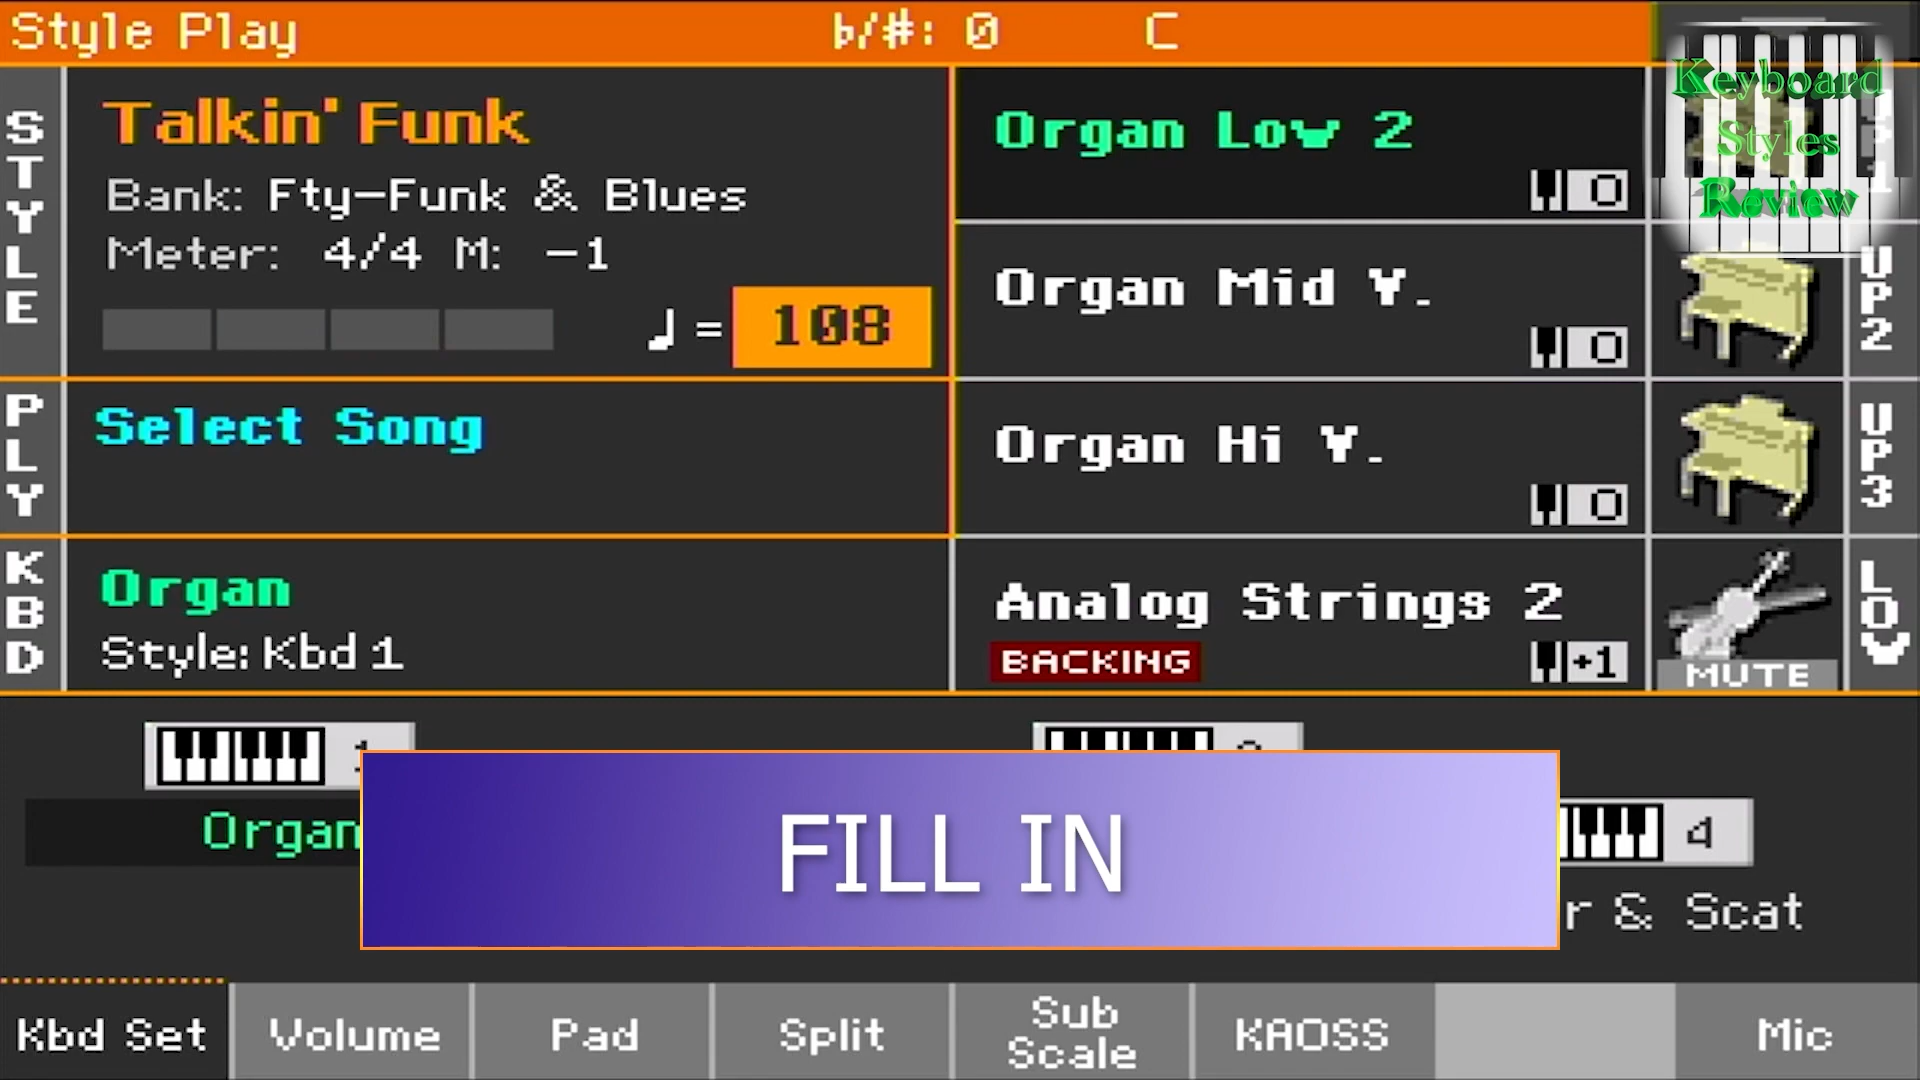 Style Play ♭/#: 0 C
Keyboard
Styles
Review
STYLE
Talkin' Funk
Bank: Fty-Funk & Blues
Meter: 4/4 M: -1
♩ = 108
Organ Low 2
0
Organ Mid V.
0
UP2
PLY
Select Song
Organ Hi V.
0
UP3
KBD
Organ
Style: Kbd 1
Analog Strings 2
BACKING
+1
MUTE
LOW
Organ
FILL IN
4
r & Scat
Kbd Set
Volume
Pad
Split
Sub
Scale
KAOSS
Mic